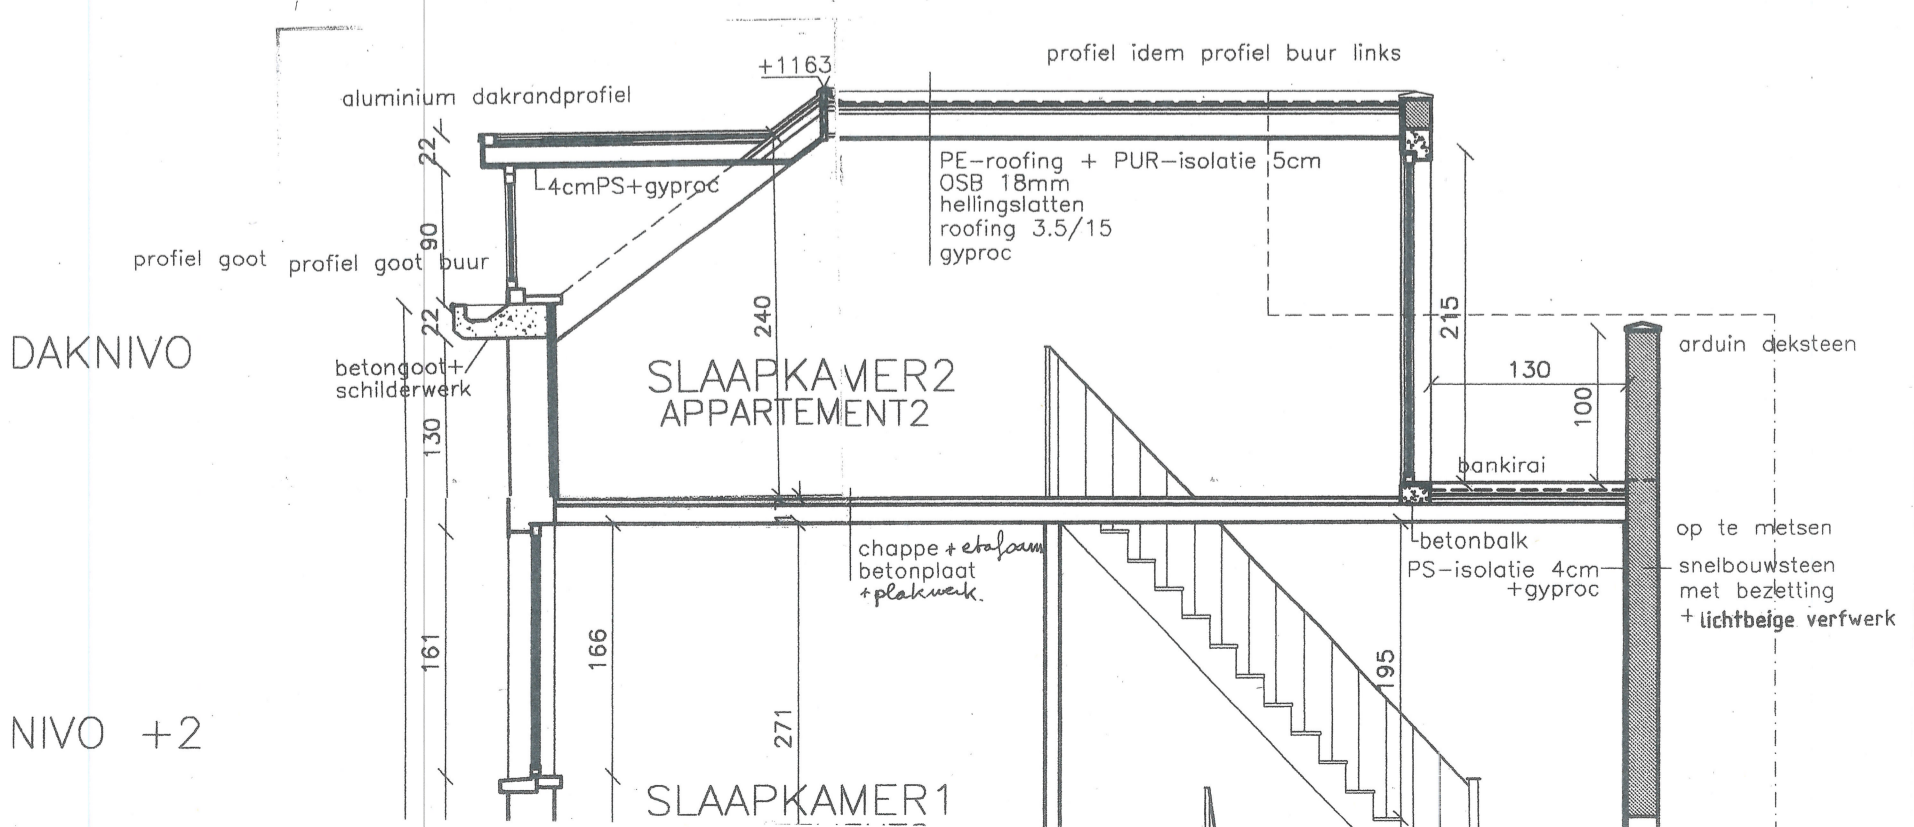 profiel idem profiel buur links
+1163
aluminium dakrandprofiel
22
4cmPS+gyproc
PE-roofing + PUR-isolatie 5cm
OSB 18mm
hellingslatten
roofing 3.5/15
gyproc
90
profiel goot profiel goot buur
22
240
215
DAKNIVO
betongoot+
schilderwerk
SLAAPKAMER2
APPARTEMENT2
130
130
100
arduin deksteen
bankirai
chappe + etafoam
betonplaat
+plakwerk.
betonbalk
PS-isolatie 4cm
+gyproc
op te metsen
snelbouwsteen
met bezetting
+ lichtbeige verfwerk
161
166
271
195
NIVO +2
SLAAPKAMER1